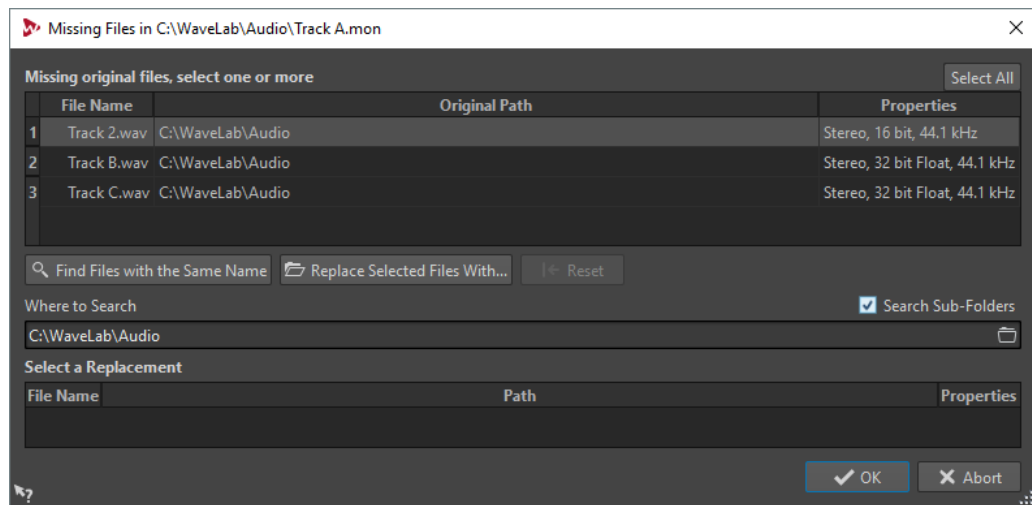 Missing Files in C:\WaveLab\Audio\Track A.mon
Missing original files, select one or more Select All
File Name Original Path Properties
1 Track 2.wav C:\WaveLab\Audio Stereo, 16 bit, 44.1 kHz
2 Track B.wav C:\WaveLab\Audio Stereo, 32 bit Float, 44.1 kHz
3 Track C.wav C:\WaveLab\Audio Stereo, 32 bit Float, 44.1 kHz
Find Files with the Same Name Replace Selected Files With... Reset
Where to Search Search Sub-Folders
C:\WaveLab\Audio
Select a Replacement
File Name Path Properties
OK Abort
?